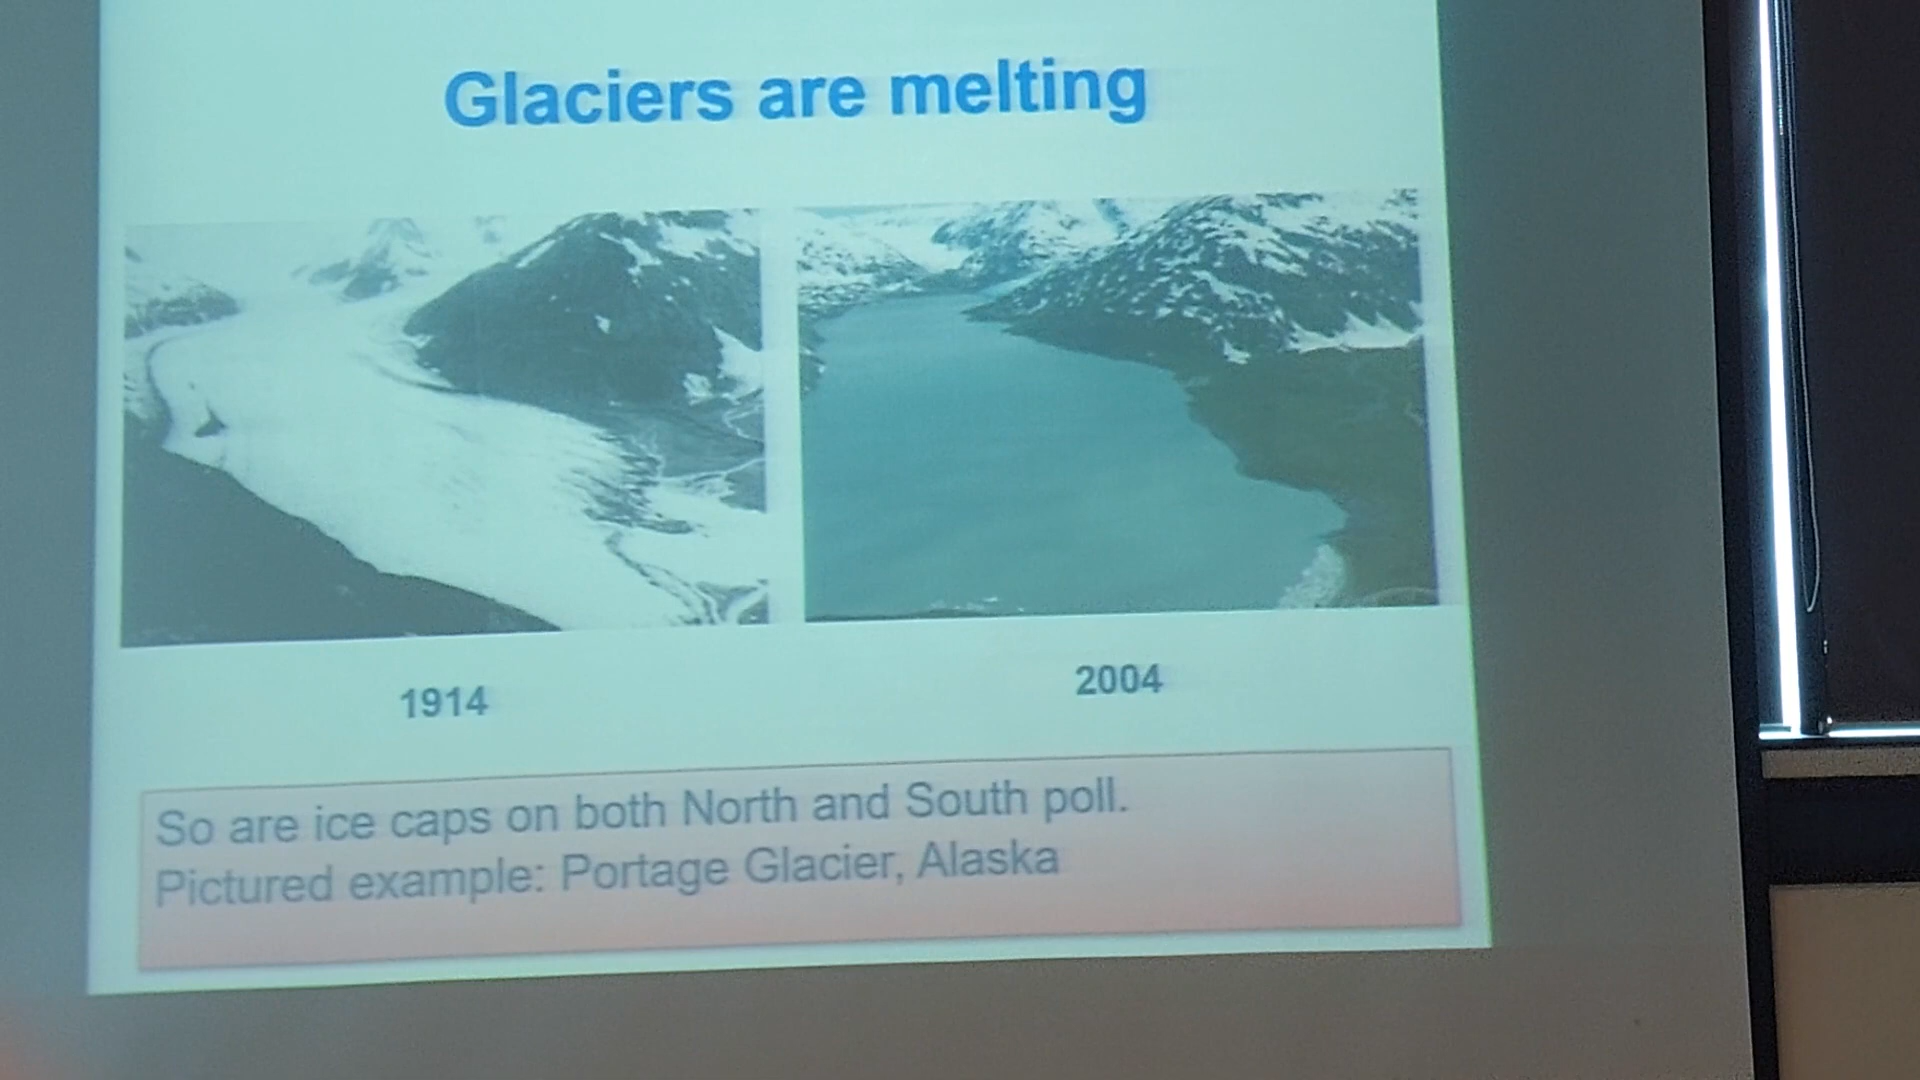 Glaciers are melting
1914
2004
So are ice caps on both North and South poll.
Pictured example: Portage Glacier, Alaska